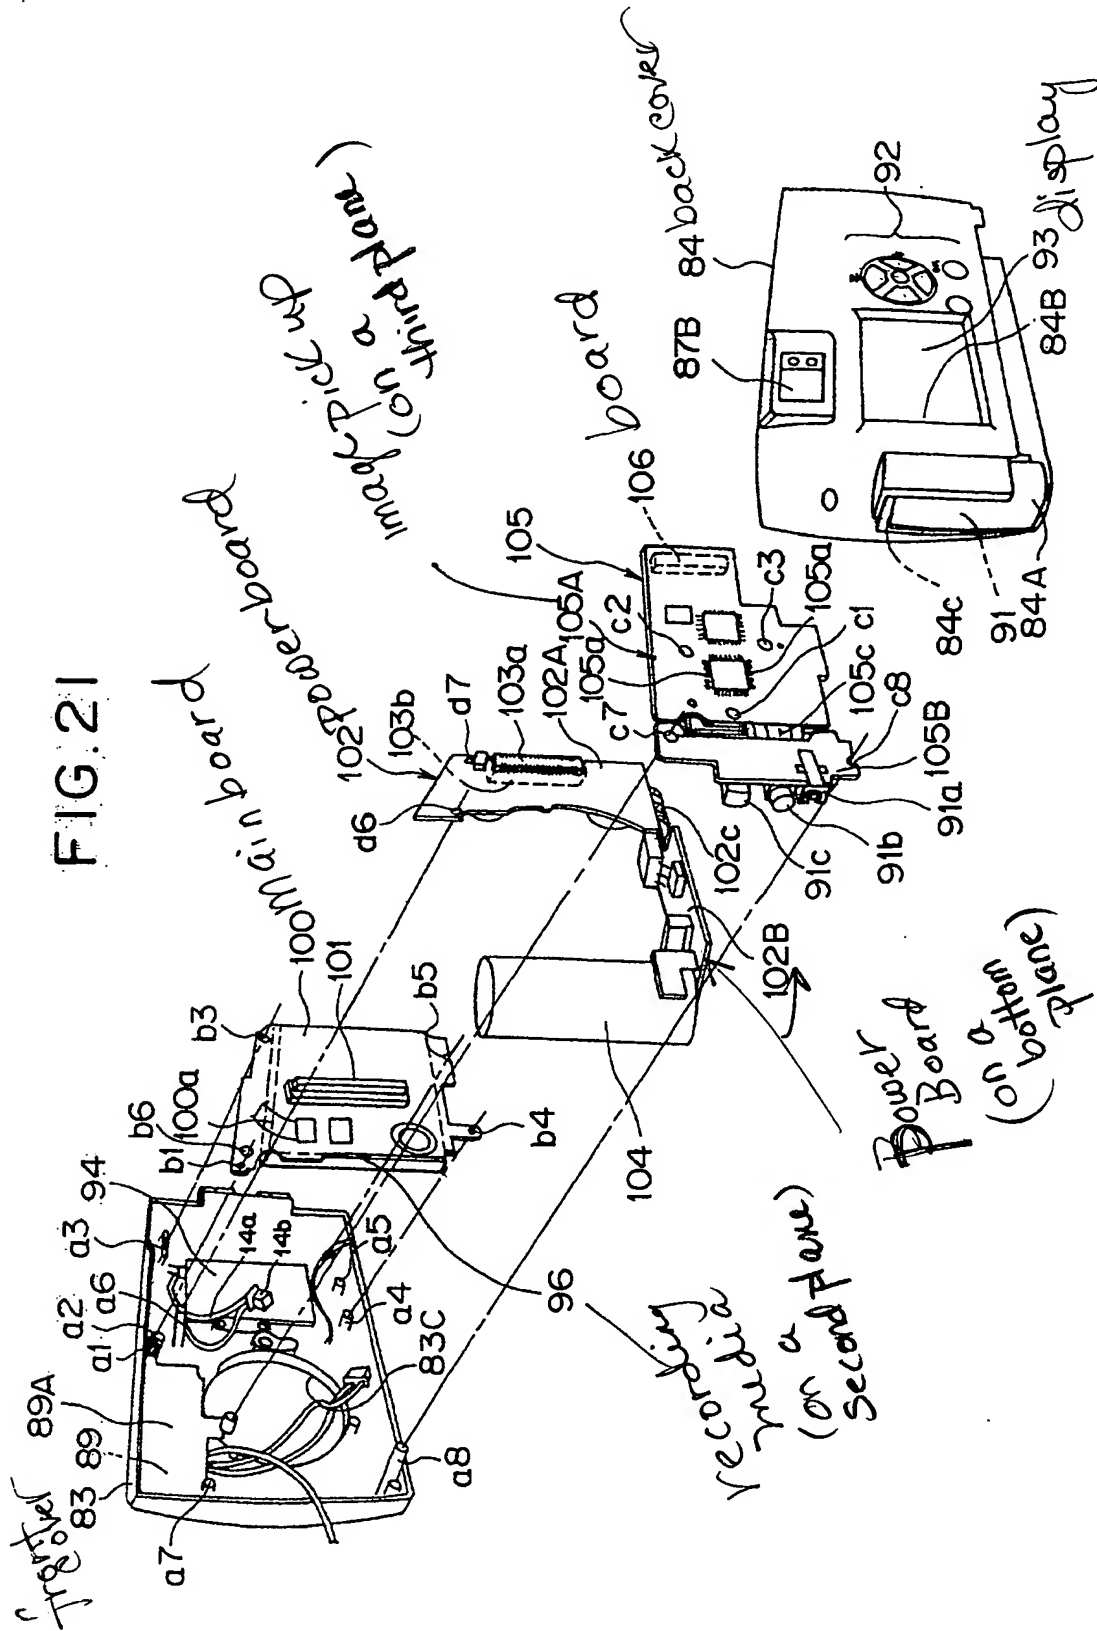 FIG. 21
front cover
83
89
89A
a1
a2
a3
a6
94
14a
14b
a5
a4
83C
a8
a7
b1
b6
100a
b3
100 main board
101
b5
b4
96
recording media (on a second plane)
102 power board
103b
d6
d7
103a
102A
102c
102B
104
Power Board (on a bottom plane)
image pick up (on a third plane)
105A
105
106
board
c2
105a
c7
c3
105a
c1
105c
c8
105B
91a
91b
91c
84 back cover
87B
92
93 display
84B
84A
91
84c